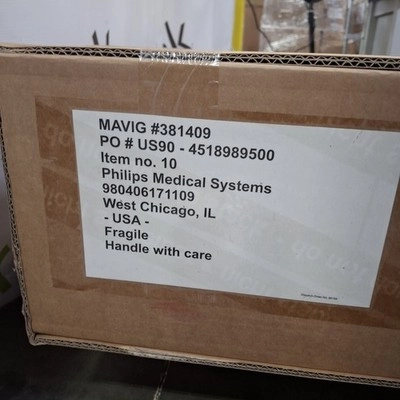 MAVIG #381409
PO # US90 - 4518989500
Item no. 10
Philips Medical Systems
980406171109
West Chicago, IL
- USA -
Fragile
Handle with care